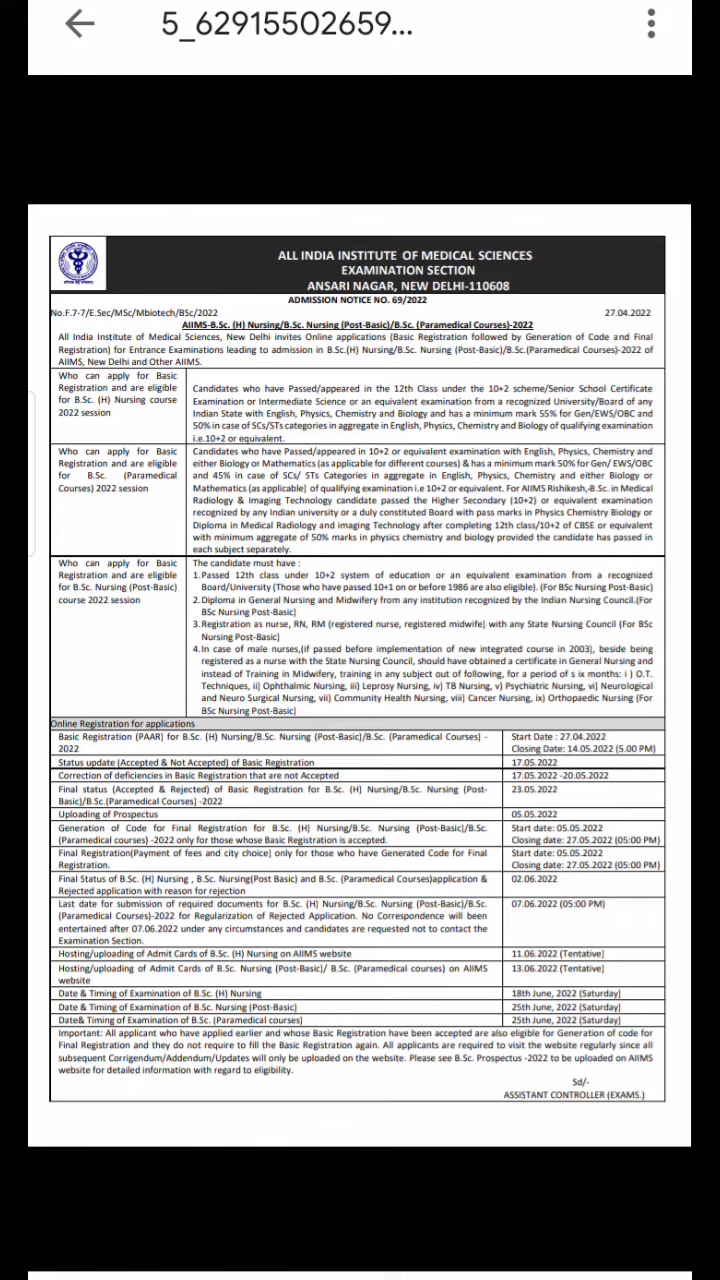 5_62915502659...
ALL INDIA INSTITUTE OF MEDICAL SCIENCES
EXAMINATION SECTION
ANSARI NAGAR, NEW DELHI-110608
ADMISSION NOTICE NO. 69/2022
No.F.7-7/E.Sec/MSc/Mbiotech/BSc/2022 27.04.2022
AIIMS-B.Sc. (H) Nursing/B.Sc. Nursing (Post-Basic)/B.Sc. (Paramedical Courses)-2022
All India Institute of Medical Sciences, New Delhi invites Online applications (Basic Registration followed by Generation of Code and Final
Registration) for Entrance Examinations leading to admission in B.Sc.(H) Nursing/B.Sc. Nursing (Post-Basic)/B.Sc.(Paramedical Courses)-2022 of
AIIMS, New Delhi and Other AIIMS.
Who can apply for Basic
Registration and are eligible
for B.Sc. (H) Nursing course
2022 session
Candidates who have Passed/appeared in the 12th Class under the 10+2 scheme/Senior School Certificate
Examination or Intermediate Science or an equivalent examination from a recognized University/Board of any
Indian State with English, Physics, Chemistry and Biology and has a minimum mark 55% for Gen/EWS/OBC and
50% in case of SCs/STs categories in aggregate in English, Physics, Chemistry and Biology of qualifying examination
i.e.10+2 or equivalent.
Who can apply for Basic
Registration and are eligible
for B.Sc. (Paramedical
Courses) 2022 session
Candidates who have Passed/appeared in 10+2 or equivalent examination with English, Physics, Chemistry and
either Biology or Mathematics (as applicable for different courses) & has a minimum mark 50% for Gen/ EWS/OBC
and 45% in case of SCs/ STs Categories in aggregate in English, Physics, Chemistry and either Biology or
Mathematics (as applicable) of qualifying examination i.e 10+2 or equivalent. For AIIMS Rishikesh,-B.Sc. in Medical
Radiology & Imaging Technology candidate passed the Higher Secondary (10+2) or equivalent examination
recognized by any Indian university or a duly constituted Board with pass marks in Physics Chemistry Biology or
Diploma in Medical Radiology and imaging Technology after completing 12th class/10+2 of CBSE or equivalent
with minimum aggregate of 50% marks in physics chemistry and biology provided the candidate has passed in
each subject separately.
Who can apply for Basic
Registration and are eligible
for B.Sc. Nursing (Post-Basic)
course 2022 session
The candidate must have :
1.Passed 12th class under 10+2 system of education or an equivalent examination from a recognized
Board/University (Those who have passed 10+1 on or before 1986 are also eligible). (For BSc Nursing Post-Basic)
2.Diploma in General Nursing and Midwifery from any institution recognized by the Indian Nursing Council.(For
BSc Nursing Post-Basic]
3.Registration as nurse, RN, RM (registered nurse, registered midwife] with any State Nursing Council (For BSc
Nursing Post-Basic]
4.In case of male nurses,(if passed before implementation of new integrated course in 2003], beside being
registered as a nurse with the State Nursing Council, should have obtained a certificate in General Nursing and
instead of Training in Midwifery, training in any subject out of following, for a period of s ix months: i ) O.T.
Techniques, ii] Ophthalmic Nursing, iii] Leprosy Nursing, iv] TB Nursing, v] Psychiatric Nursing, vi] Neurological
and Neuro Surgical Nursing, vii] Community Health Nursing, viii] Cancer Nursing, ix] Orthopaedic Nursing (For
BSc Nursing Post-Basic]
Online Registration for applications
Basic Registration (PAAR) for B.Sc. (H) Nursing/B.Sc. Nursing (Post-Basic)/B.Sc. (Paramedical Courses) -
2022
Start Date : 27.04.2022
Closing Date: 14.05.2022 (5.00 PM)
Status update (Accepted & Not Accepted) of Basic Registration 17.05.2022
Correction of deficiencies in Basic Registration that are not Accepted 17.05.2022 -20.05.2022
Final status (Accepted & Rejected) of Basic Registration for B.Sc. (H) Nursing/B.Sc. Nursing (Post-
Basic)/B.Sc.(Paramedical Courses) -2022
23.05.2022
Uploading of Prospectus 05.05.2022
Generation of Code for Final Registration for B.Sc. (H] Nursing/B.Sc. Nursing (Post-Basic]/B.Sc.
(Paramedical courses) -2022 only for those whose Basic Registration is accepted.
Start date: 05.05.2022
Closing date: 27.05.2022 (05:00 PM)
Final Registration(Payment of fees and city choice] only for those who have Generated Code for Final
Registration.
Start date: 05.05.2022
Closing date: 27.05.2022 (05:00 PM]
Final Status of B.Sc. (H) Nursing , B.Sc. Nursing(Post Basic] and B.Sc. (Paramedical Courses)application &
Rejected application with reason for rejection
02.06.2022
Last date for submission of required documents for B.Sc. (H] Nursing/B.Sc. Nursing (Post-Basic]/B.Sc.
(Paramedical Courses)-2022 for Regularization of Rejected Application. No Correspondence will been
entertained after 07.06.2022 under any circumstances and candidates are requested not to contact the
Examination Section.
07.06.2022 (05:00 PM)
Hosting/uploading of Admit Cards of B.Sc. (H) Nursing on AIIMS website 11.06.2022 (Tentative]
Hosting/uploading of Admit Cards of B.Sc. Nursing (Post-Basic]/ B.Sc. (Paramedical courses) on AIIMS
website
13.06.2022 (Tentative]
Date & Timing of Examination of B.Sc. (H) Nursing 18th June, 2022 (Saturday]
Date & Timing of Examination of B.Sc. Nursing (Post-Basic] 25th June, 2022 (Saturday]
Date& Timing of Examination of B.Sc. (Paramedical courses] 25th June, 2022 (Saturday]
Important: All applicant who have applied earlier and whose Basic Registration have been accepted are also eligible for Generation of code for
Final Registration and they do not require to fill the Basic Registration again. All applicants are required to visit the website regularly since all
subsequent Corrigendum/Addendum/Updates will only be uploaded on the website. Please see B.Sc. Prospectus -2022 to be uploaded on AIIMS
website for detailed information with regard to eligibility.
Sd/-
ASSISTANT CONTROLLER (EXAMS.)